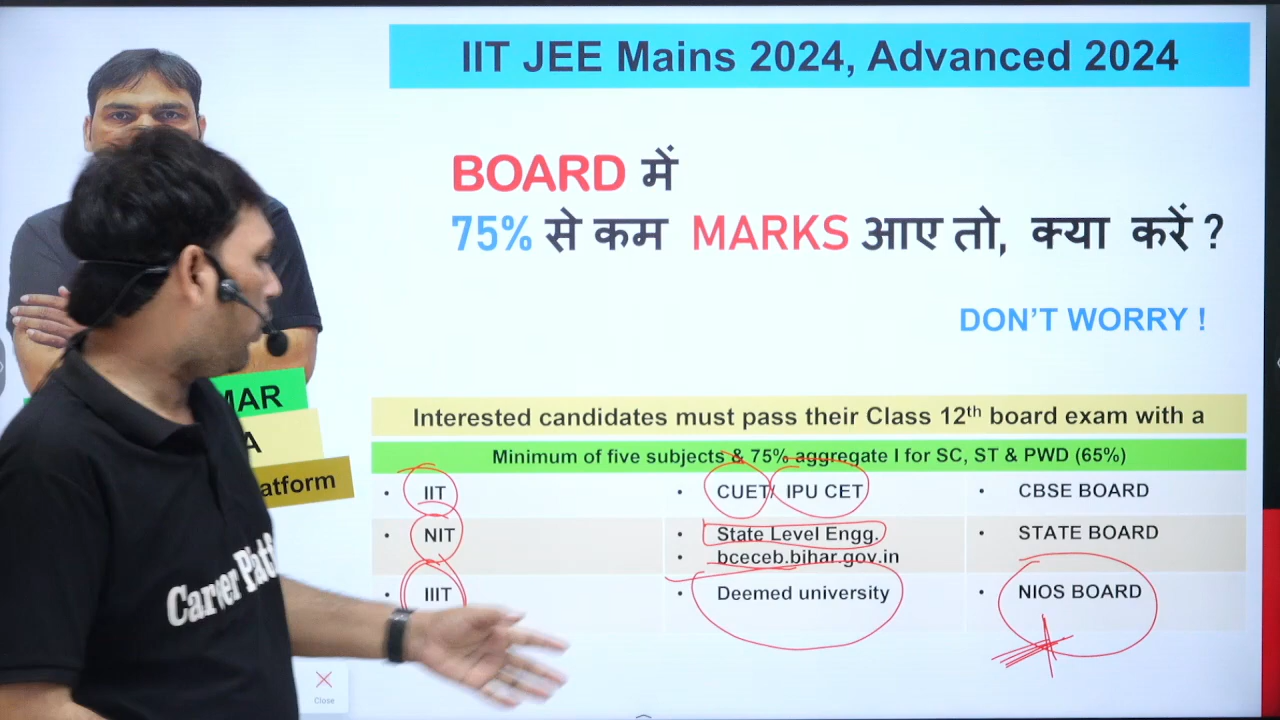 IIT JEE Mains 2024, Advanced 2024
BOARD में
75% से कम MARKS आए तो, क्या करें ?
DON'T WORRY !
MAR
A
atform
Interested candidates must pass their Class 12th board exam with a
Minimum of five subjects & 75% aggregate I for SC, ST & PWD (65%)
• IIT
• CUET/ IPU CET
• CBSE BOARD
• NIT
• State Level Engg.
• bceceb.bihar.gov.in
• STATE BOARD
• IIIT
• Deemed university
• NIOS BOARD
Career Platf
Close